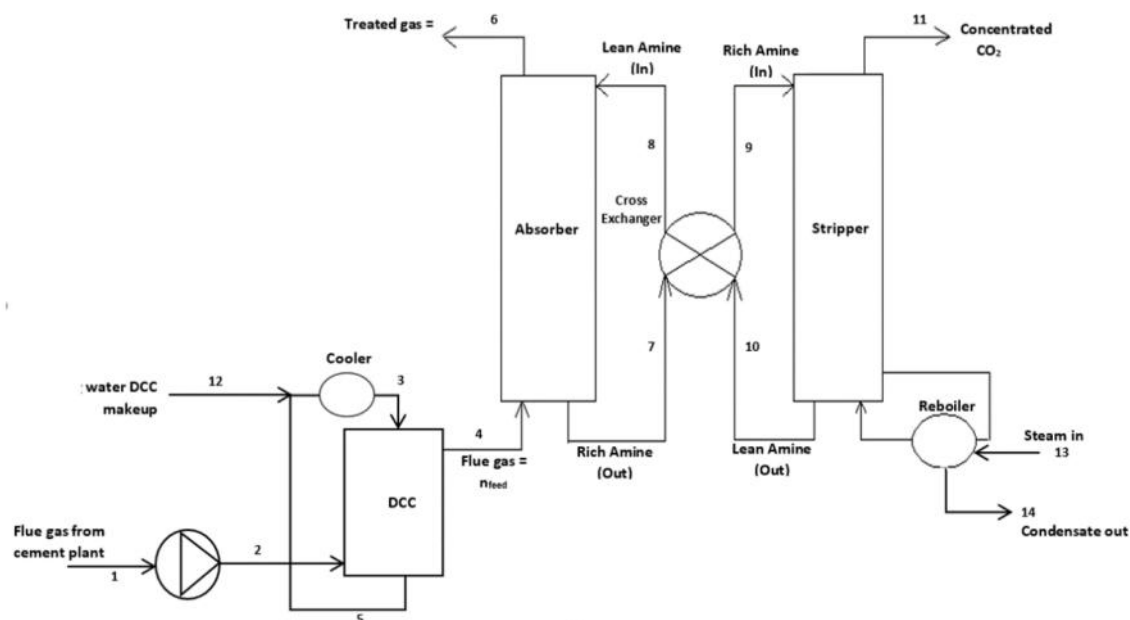 6
Treated gas =
Lean Amine
(In)
Rich Amine
(In)
11
Concentrated
CO₂
8
9
Cross
Exchanger
Absorber
Stripper
7
10
Cooler
: water DCC
makeup
12
3
4
Flue gas =
nfeed
DCC
Rich Amine
(Out)
Lean Amine
(Out)
Reboiler
Steam in
13
14
Condensate out
Flue gas from
cement plant
1
2
5